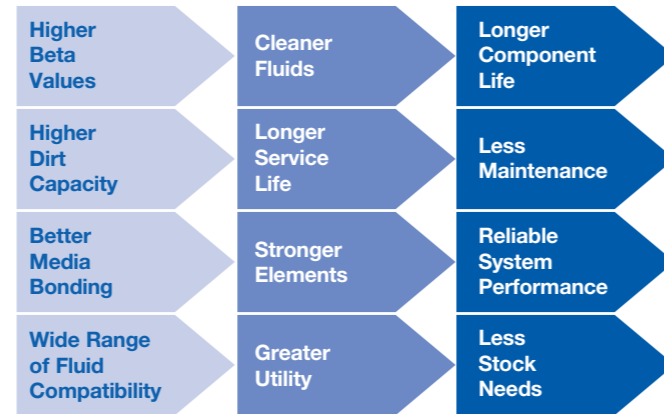 Higher
Beta
Values
Cleaner
Fluids
Longer
Component
Life
Higher
Dirt
Capacity
Longer
Service
Life
Less
Maintenance
Better
Media
Bonding
Stronger
Elements
Reliable
System
Performance
Wide Range
of Fluid
Compatibility
Greater
Utility
Less
Stock
Needs